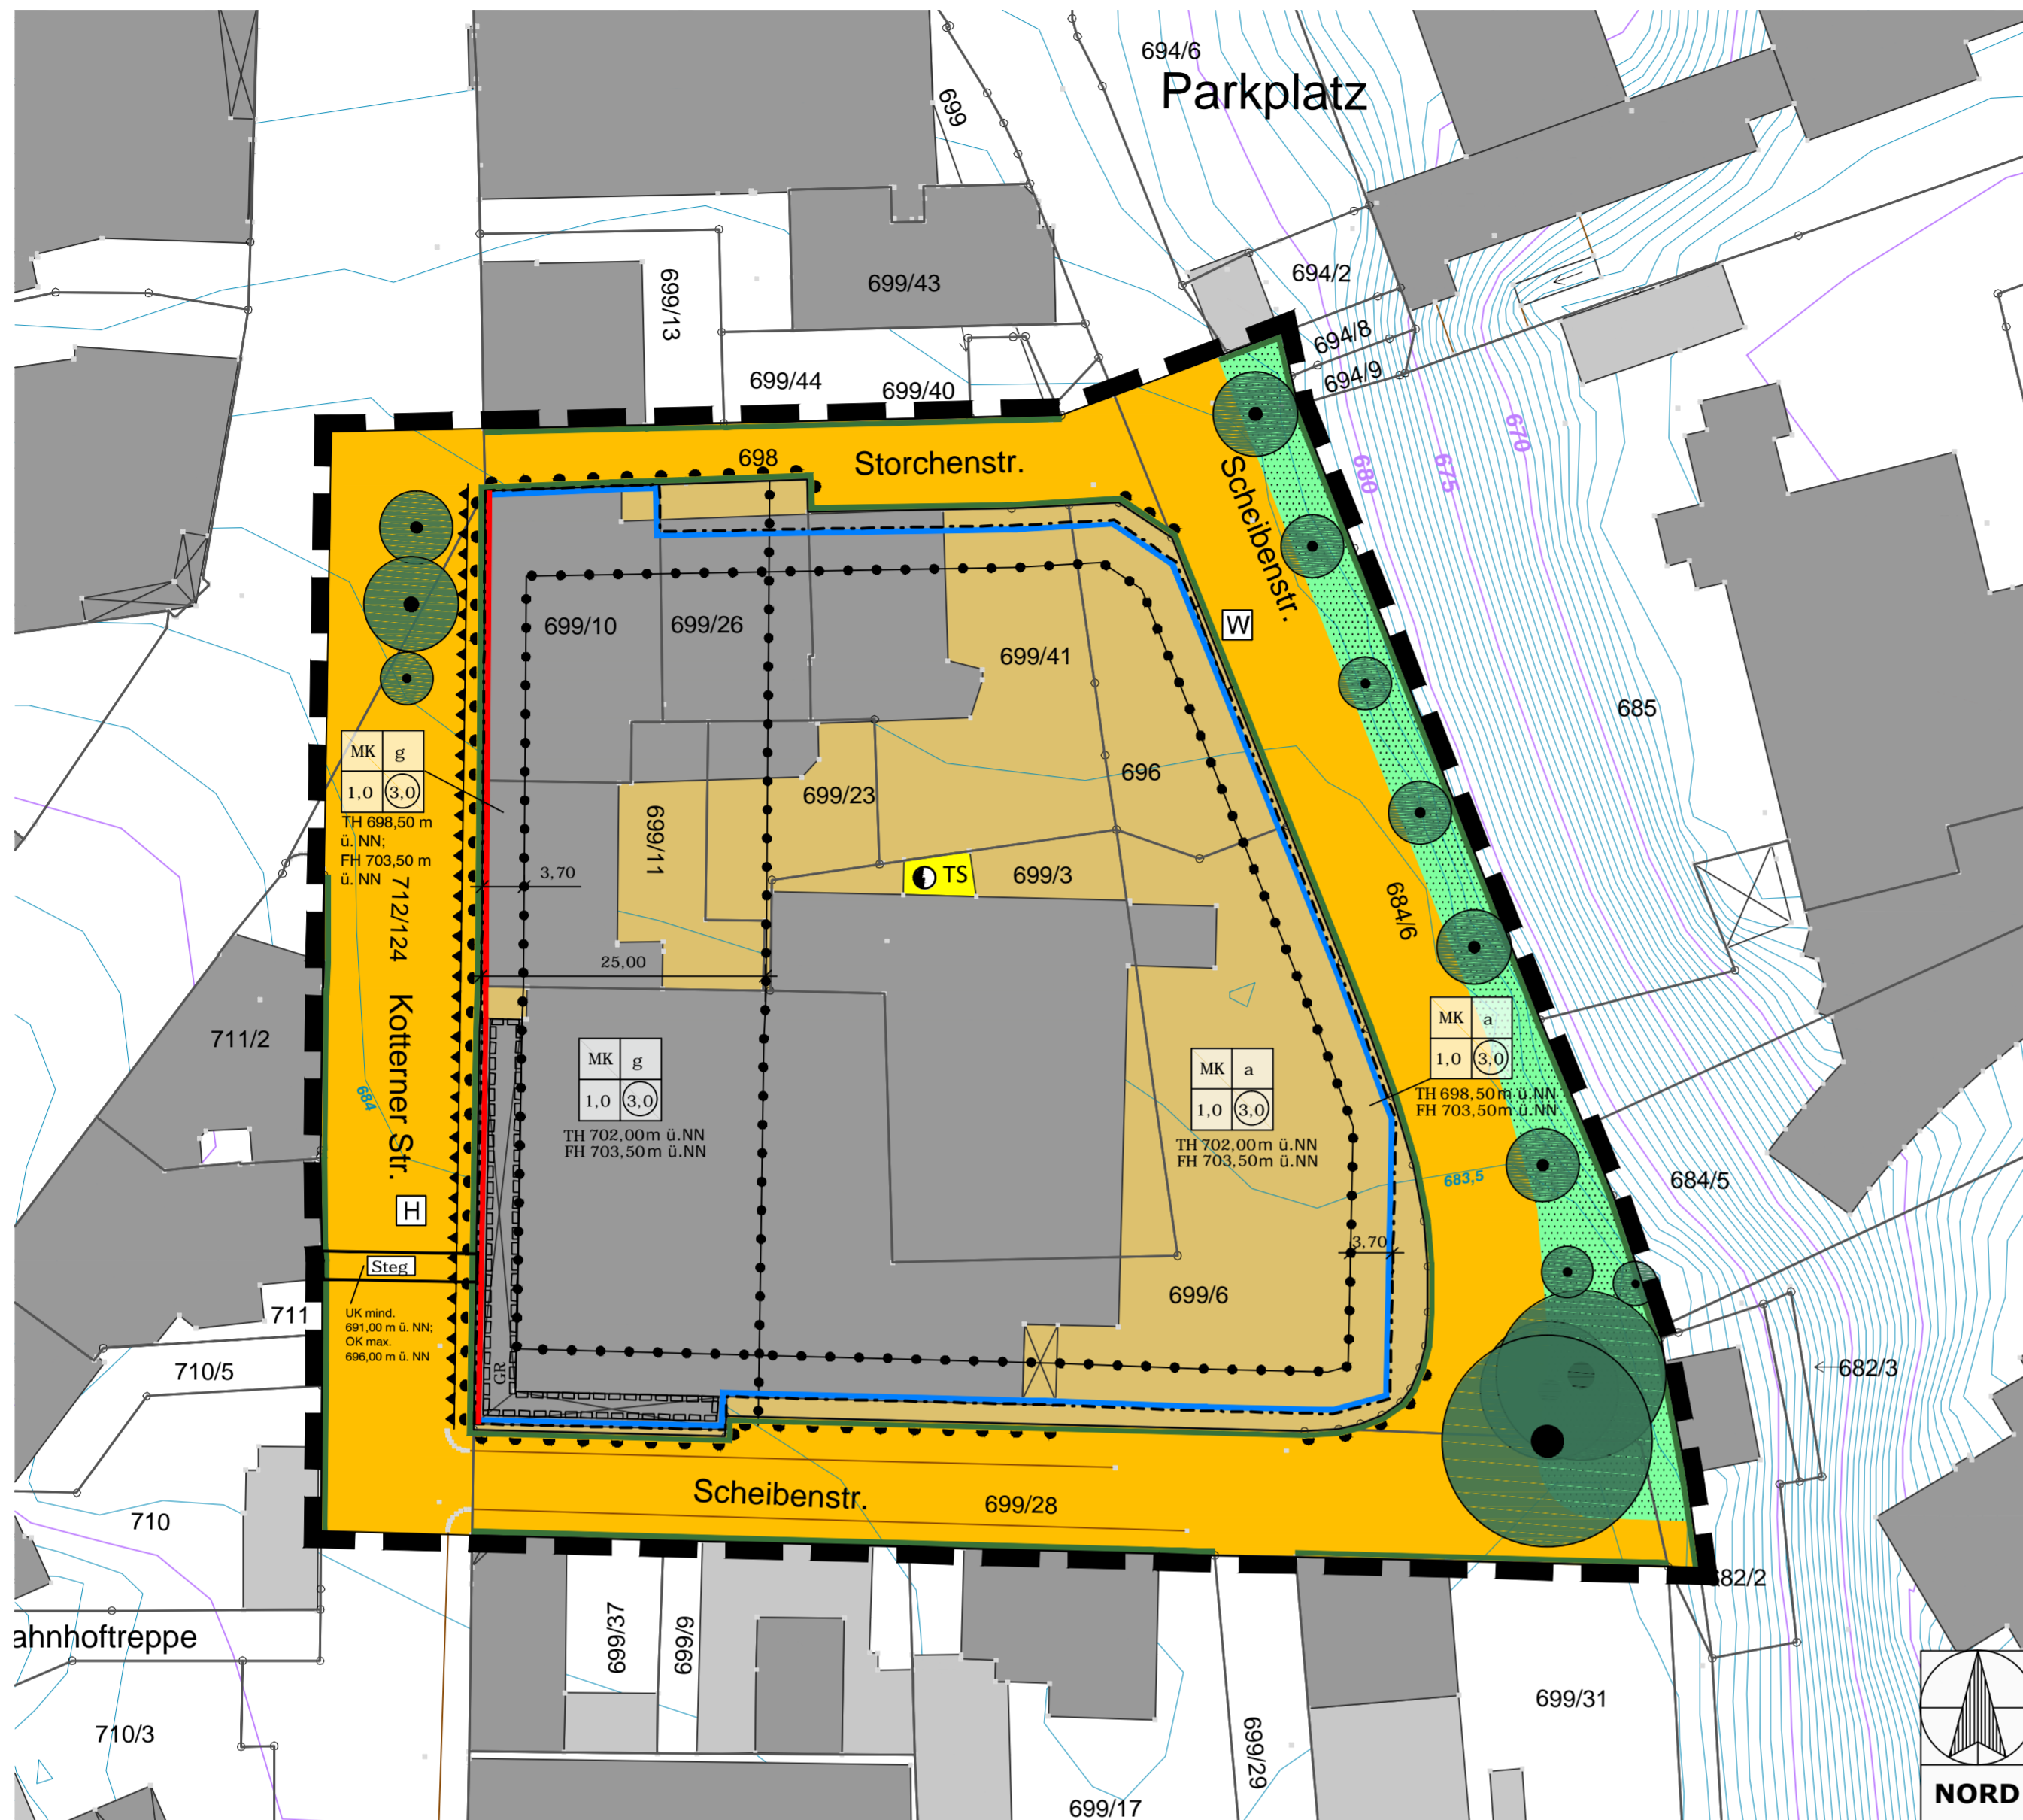 694/6
Parkplatz
699
699/43
694/2
699/13
694/8
694/9
699/44
699/40
698
Storchenstr.
Scheibenstr.
680
675
670
W
699/10
699/26
699/41
685
MK g
1,0 3,0
TH 698,50 m
ü. NN;
FH 703,50 m
ü. NN
696
699/23
699/11
3,70
TS
699/3
712/124
684/6
25,00
711/2
Kotterner Str.
684
MK g
1,0 3,0
TH 702,00m ü.NN
FH 703,50m ü.NN
MK a
1,0 3,0
TH 702,00m ü.NN
FH 703,50m ü.NN
MK a
1,0 3,0
TH 698,50m ü.NN
FH 703,50m ü.NN
683,5
684/5
H
3,70
Steg
699/6
711
UK mind.
691,00 m ü. NN;
OK max.
696,00 m ü. NN
GR
710/5
682/3
Scheibenstr.
699/28
710
682/2
699/37
699/9
ahnhoftreppe
699/31
710/3
699/29
699/17
NORD